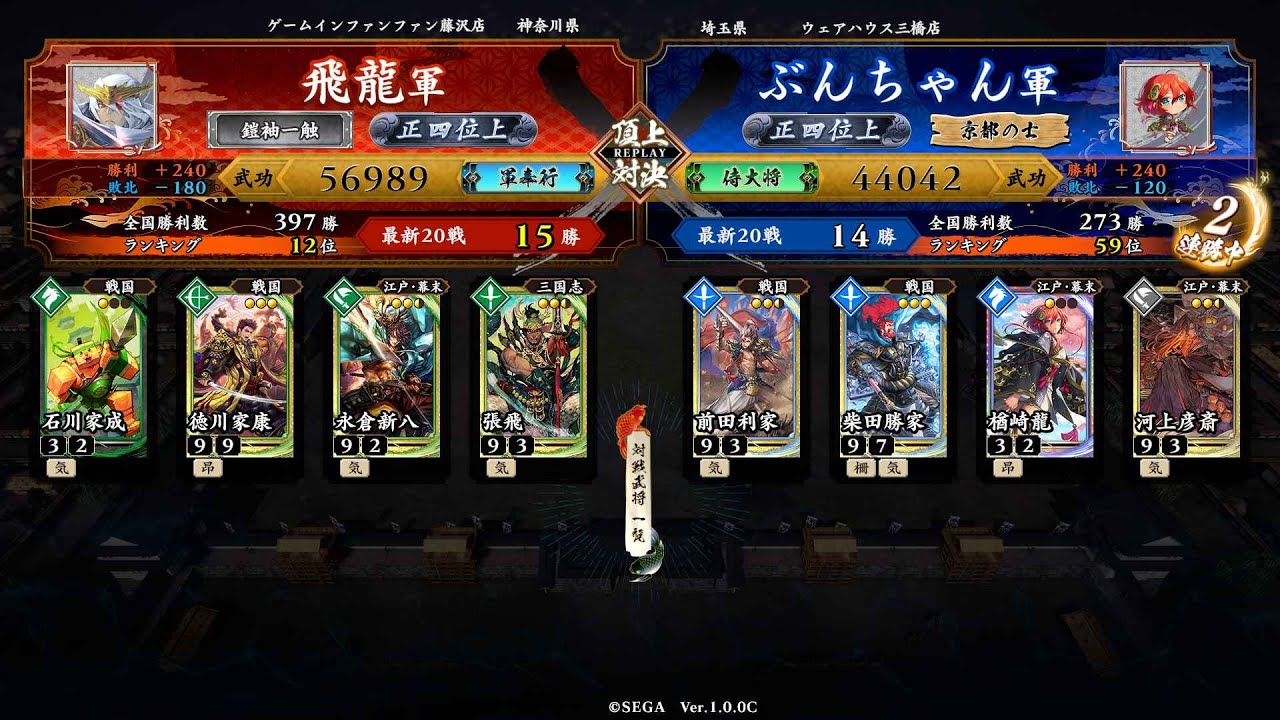 ゲームインファンファン藤沢店　神奈川県
埼玉県　ウェアハウス三橋店
飛龍軍
鎧袖一触
正四位上
勝利 +240
敗北 -180
武功
56989
軍奉行
全国勝利数 397勝
ランキング 12位
最新20戦 15勝
頂上
REPLAY
対決
ぶんちゃん軍
正四位上
京都の士
侍大将
44042
武功
勝利 +240
敗北 -120
最新20戦 14勝
全国勝利数 273勝
ランキング 59位
2
連勝中
戦国
石川家成
3 2
気
戦国
徳川家康
9 9
昂
江戸・幕末
永倉新八
9 2
気
三国志
張飛
9 3
気
対戦武将一覧
戦国
前田利家
9 3
気
戦国
柴田勝家
9 7
柵 気
江戸・幕末
楢崎龍
3 2
昂
江戸・幕末
河上彦斎
9 3
気
©SEGA Ver.1.0.0C